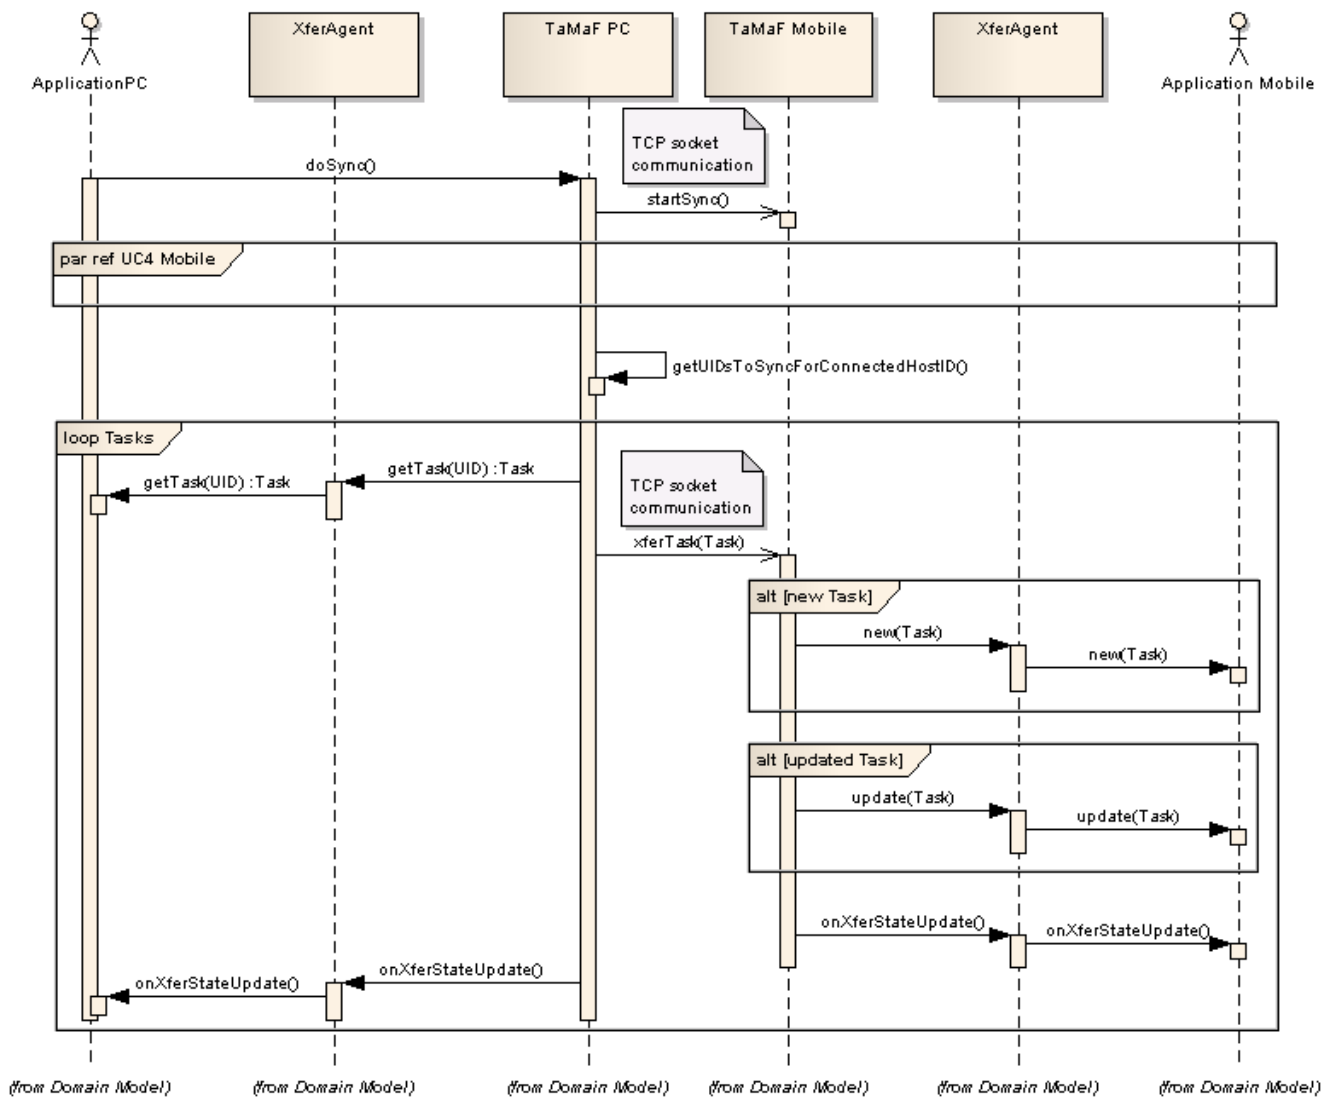 XferAgent
TaMaF PC
TaMaF Mobile
XferAgent
ApplicationPC
Application Mobile
TCP socket
communication
doSync()
startSync()
par ref UC4 Mobile
getUIDsToSyncForConnectedHostID()
loop Tasks
getTask(UID) :Task
getTask(UID) :Task
TCP socket
communication
xferTask(Task)
alt [new Task]
new(Task)
new(Task)
alt [updated Task]
update(Task)
update(Task)
onXferStateUpdate()
onXferStateUpdate()
onXferStateUpdate()
onXferStateUpdate()
(from Domain Model)
(from Domain Model)
(from Domain Model)
(from Domain Model)
(from Domain Model)
(from Domain Model)